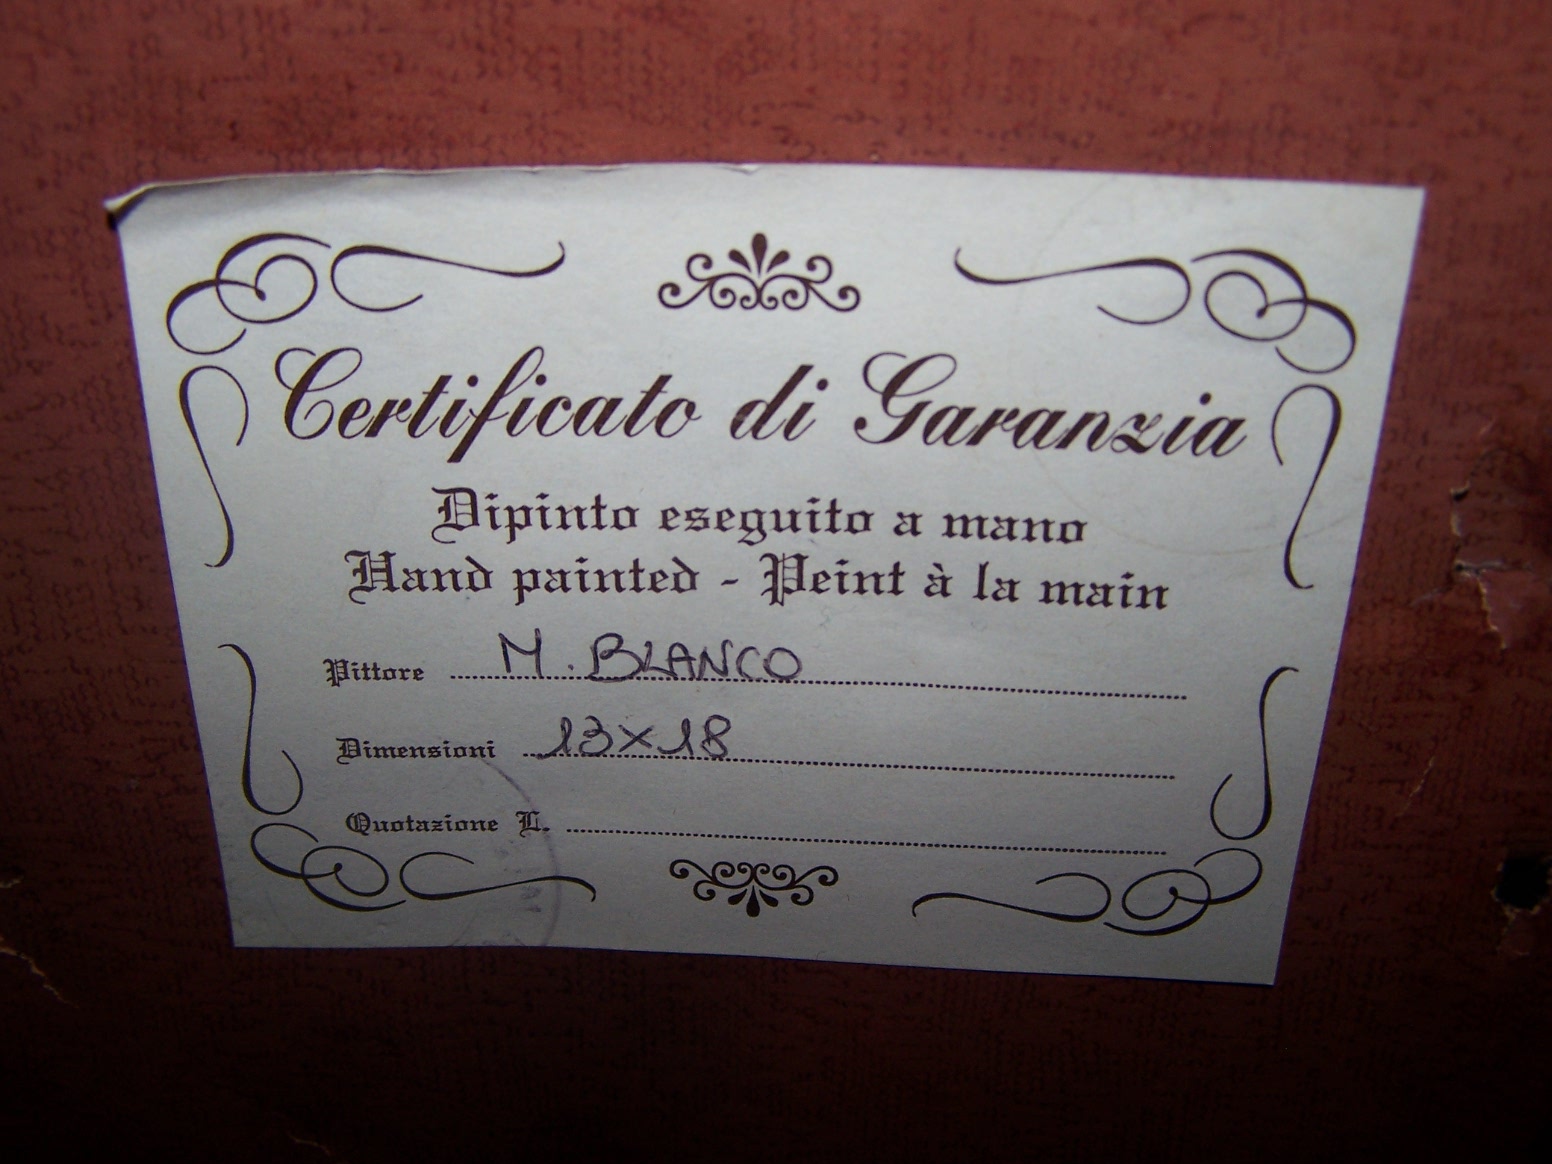 Certificato di Garanzia
Dipinto eseguito a mano
Hand painted - Peint à la main
Pittore M. BLANCO
Dimensioni 13x18
Quotazione L.